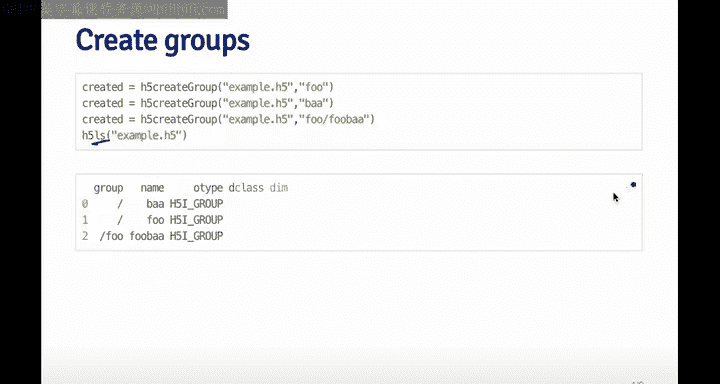 Create groups
created = h5createGroup("example.h5","foo")
created = h5createGroup("example.h5","baa")
created = h5createGroup("example.h5","foo/foobaa")
h5ls("example.h5")
group name otype dclass dim
0 / baa H5I_GROUP
1 / foo H5I_GROUP
2 /foo foobaa H5I_GROUP